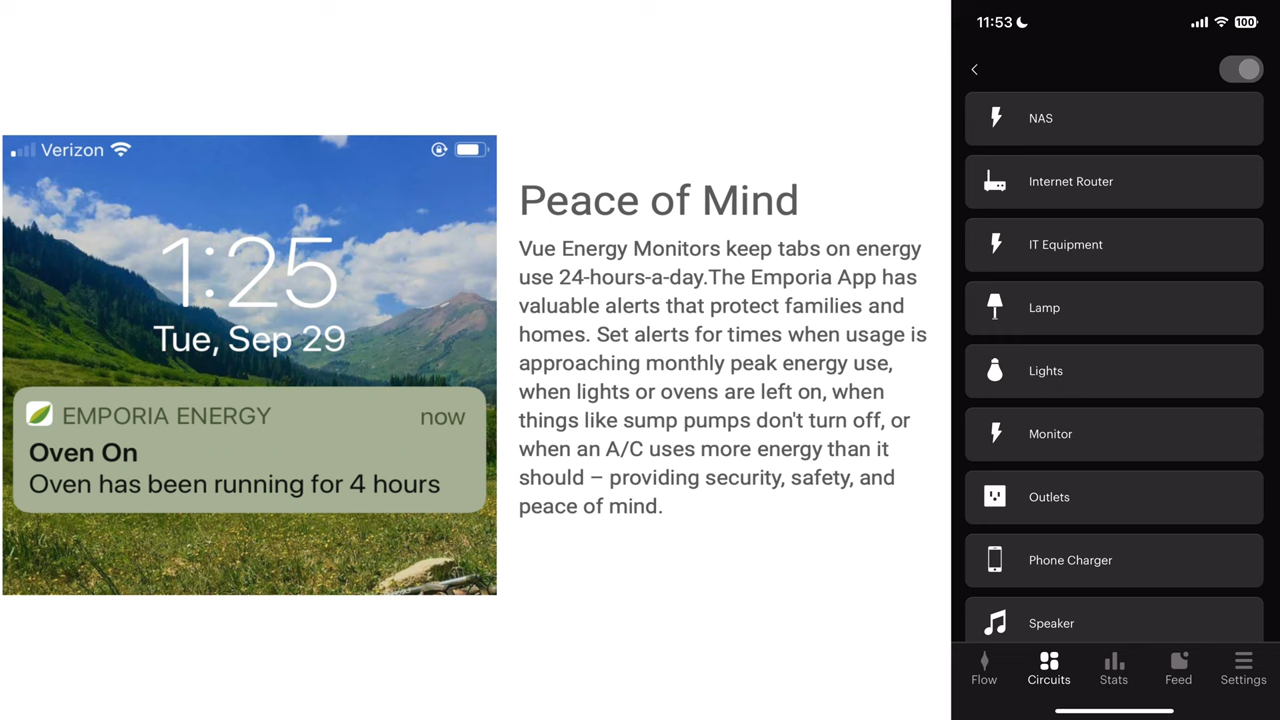 Verizon
1:25
Tue, Sep 29
EMPORIA ENERGY now
Oven On
Oven has been running for 4 hours
Peace of Mind
Vue Energy Monitors keep tabs on energy
use 24-hours-a-day.The Emporia App has
valuable alerts that protect families and
homes. Set alerts for times when usage is
approaching monthly peak energy use,
when lights or ovens are left on, when
things like sump pumps don't turn off, or
when an A/C uses more energy than it
should – providing security, safety, and
peace of mind.
11:53 100
NAS
Internet Router
IT Equipment
Lamp
Lights
Monitor
Outlets
Phone Charger
Speaker
Flow Circuits Stats Feed Settings